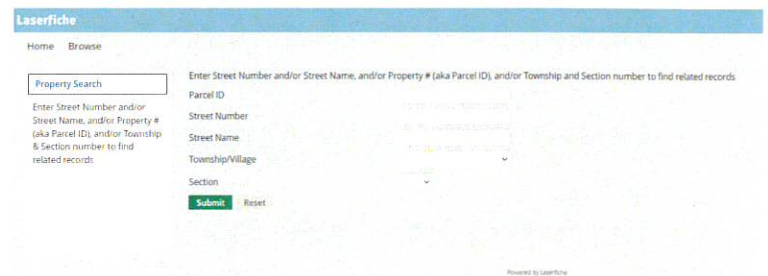 Laserfiche
Home Browse
Property Search
Enter Street Number and/or
Street Name, and/or Property #
(aka Parcel ID), and/or Township
& Section number to find
related records
Enter Street Number and/or Street Name, and/or Property # (aka Parcel ID), and/or Township and Section number to find related records
Parcel ID
Street Number
Street Name
Township/Village
Section
Submit Reset
Powered by Laserfiche